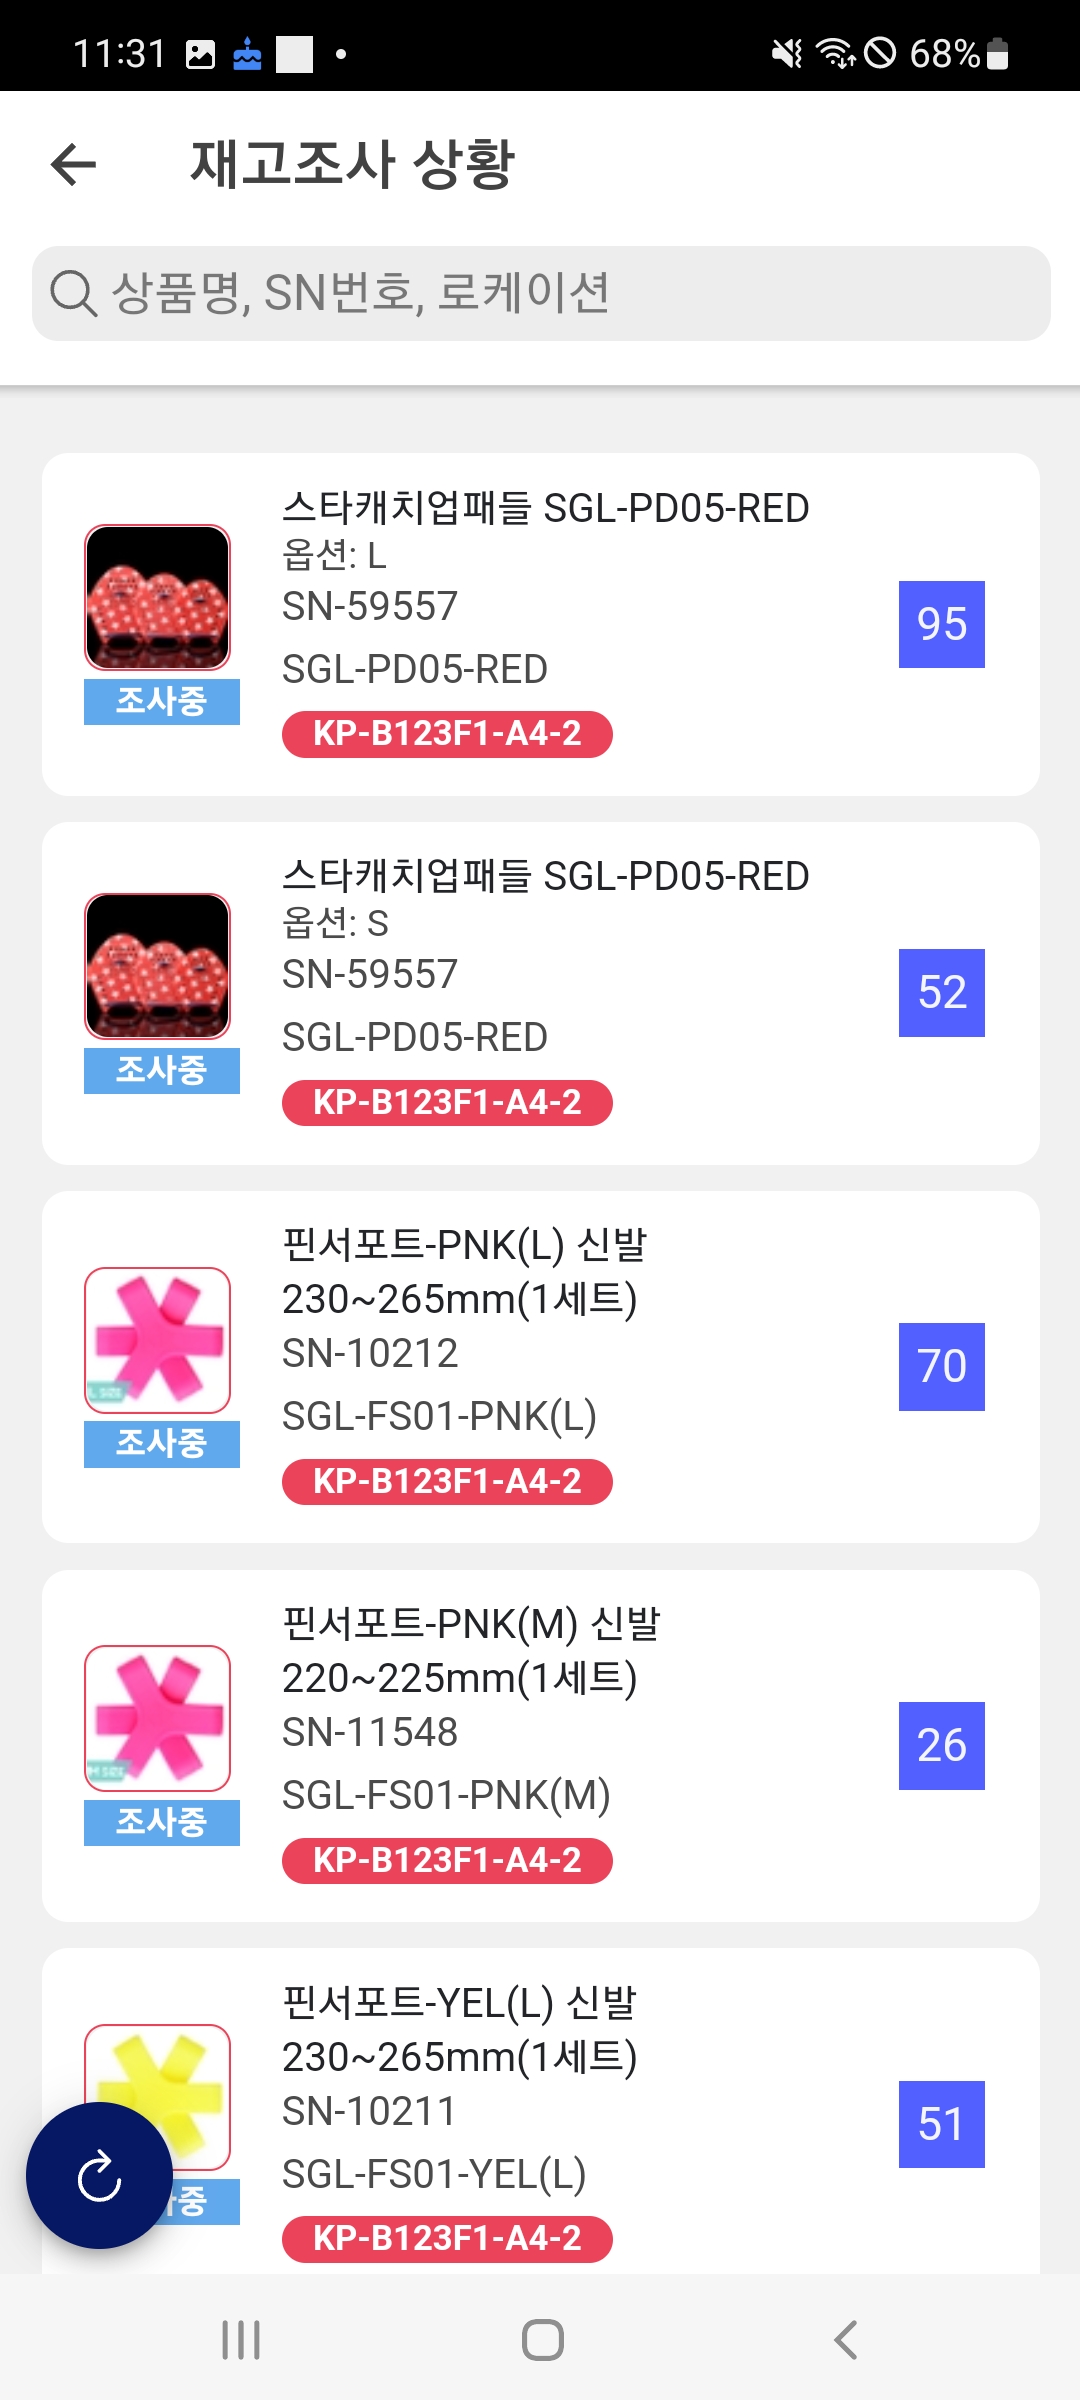 11:31
68%
재고조사 상황
상품명, SN번호, 로케이션
스타캐치업패들 SGL-PD05-RED
옵션: L
SN-59557
95
SGL-PD05-RED
조사중
KP-B123F1-A4-2
스타캐치업패들 SGL-PD05-RED
옵션: S
SN-59557
52
SGL-PD05-RED
조사중
KP-B123F1-A4-2
핀서포트-PNK(L) 신발
230~265mm(1세트)
SN-10212
70
L SIZE
SGL-FS01-PNK(L)
조사중
KP-B123F1-A4-2
핀서포트-PNK(M) 신발
220~225mm(1세트)
SN-11548
26
M SIZE
SGL-FS01-PNK(M)
조사중
KP-B123F1-A4-2
핀서포트-YEL(L) 신발
230~265mm(1세트)
SN-10211
51
SGL-FS01-YEL(L)
중
KP-B123F1-A4-2